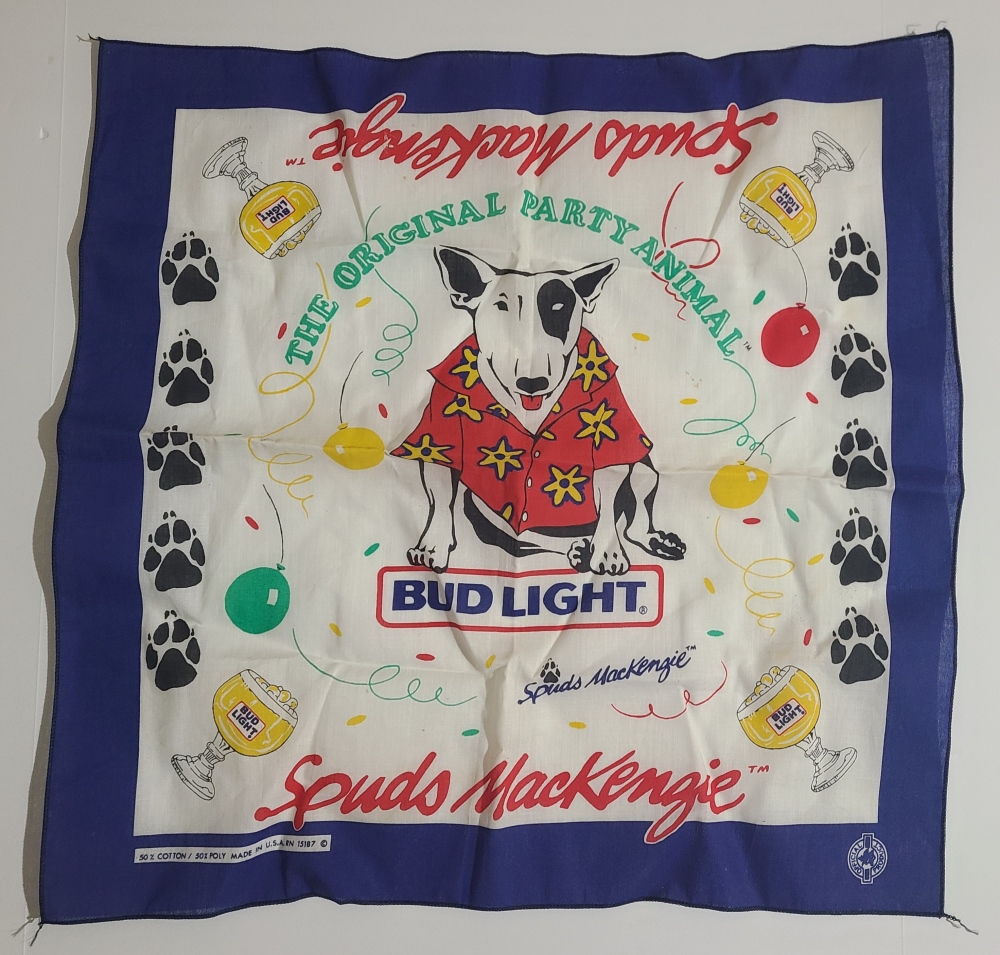 Spuds MacKenzie™
BUD LIGHT
BUD LIGHT
THE ORIGINAL PARTY ANIMAL™
BUD LIGHT®
Spuds MacKenzie™
BUD LIGHT
BUD LIGHT
Spuds MacKenzie™
50% COTTON / 50% POLY MADE IN U.S.A. RN 15187 ©
OFFICIAL